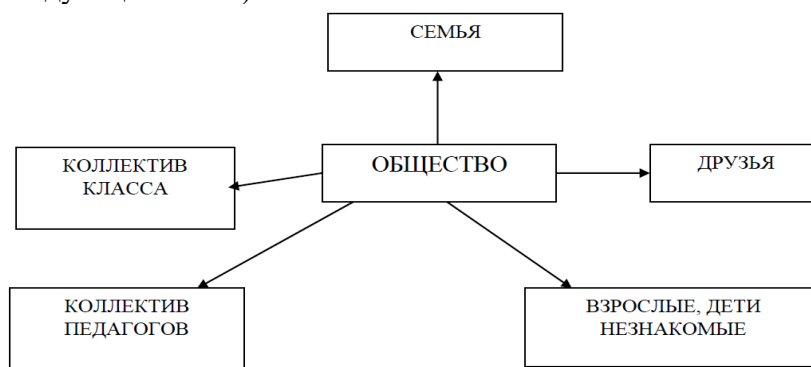 СЕМЬЯ
КОЛЛЕКТИВ
КЛАССА
ОБЩЕСТВО
ДРУЗЬЯ
КОЛЛЕКТИВ
ПЕДАГОГОВ
ВЗРОСЛЫЕ, ДЕТИ
НЕЗНАКОМЫЕ